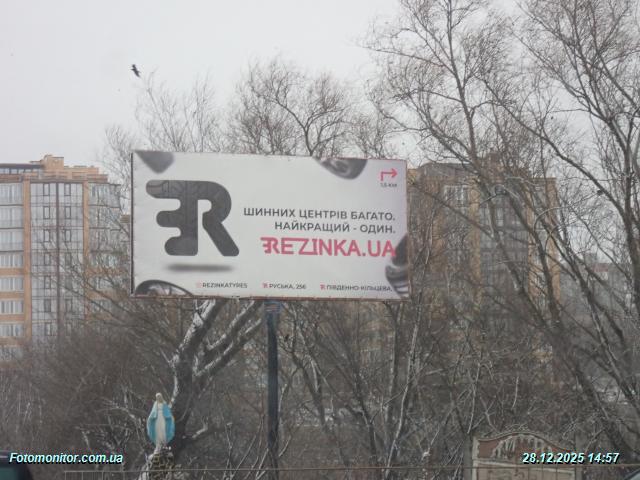 1,5 КМ
ШИННИХ ЦЕНТРІВ БАГАТО.
НАЙКРАЩИЙ - ОДИН.
REZINKA.UA
REZINKATYRES
РУСЬКА, 256
ПІВДЕННО-КІЛЬЦЕВА,
Fotomonitor.com.ua
28.12.2025 14:57